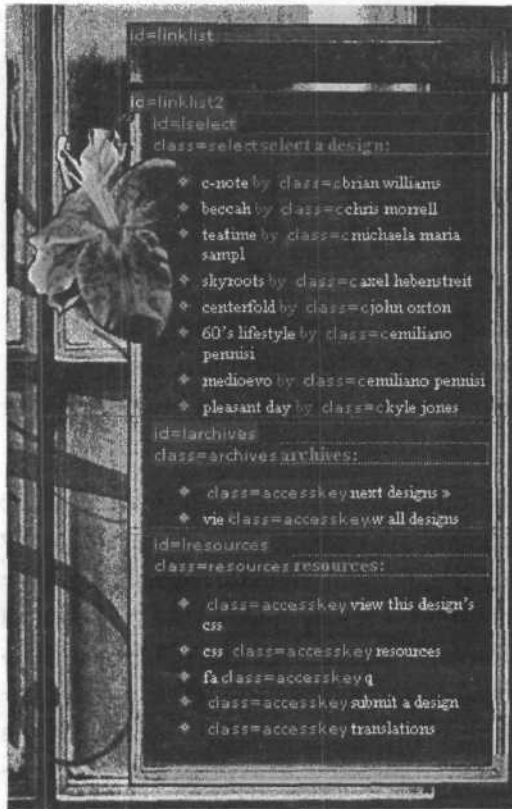 id=linklist
id=linklist2
id=lselect
class=select select a design:
c-note by class=c brian williams
beccah by class=c chris morrell
teatime by class=c michaela maria
sampl
skyroots by class=c axel hebenstreit
centerfold by class=c john oxton
60's lifestyle by class=c emiliano
pennisi
medioevo by class=c emiliano pennisi
pleasant day by class=c kyle jones
id=larchives
class=archives archives:
class=accesskey next designs »
vie class=accesskey w all designs
id=lresources
class=resources resources:
class=accesskey view this design's
css
css class=accesskey resources
fa class=accesskey q
class=accesskey submit a design
class=accesskey translations